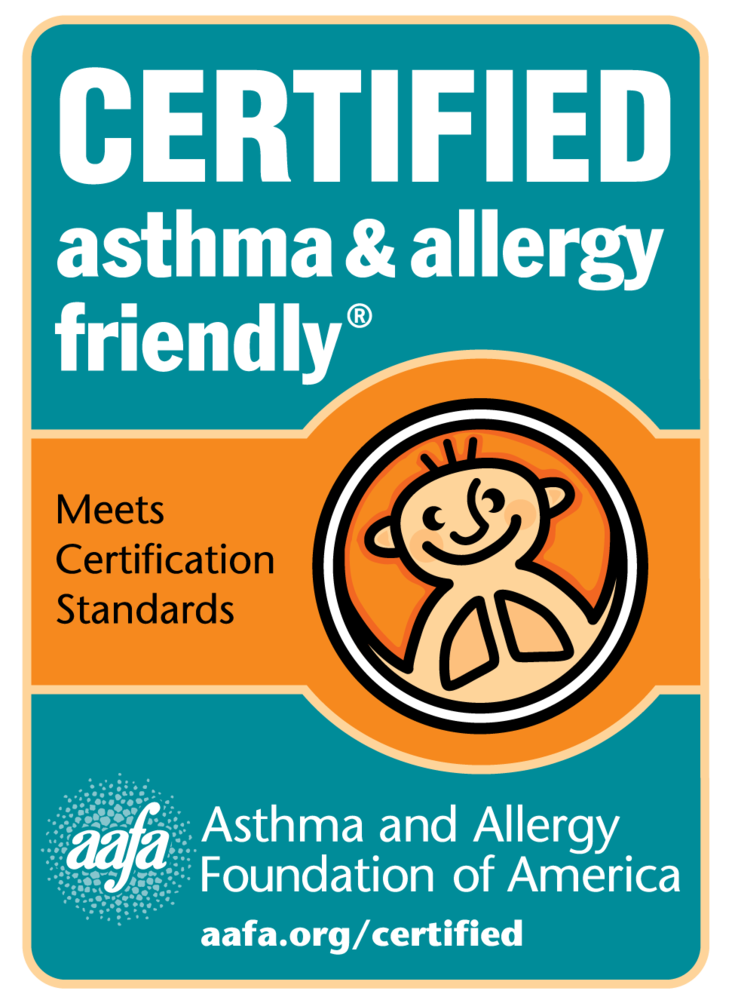 CERTIFIED
asthma & allergy
friendly®
Meets
Certification
Standards
aafa
Asthma and Allergy
Foundation of America
aafa.org/certified